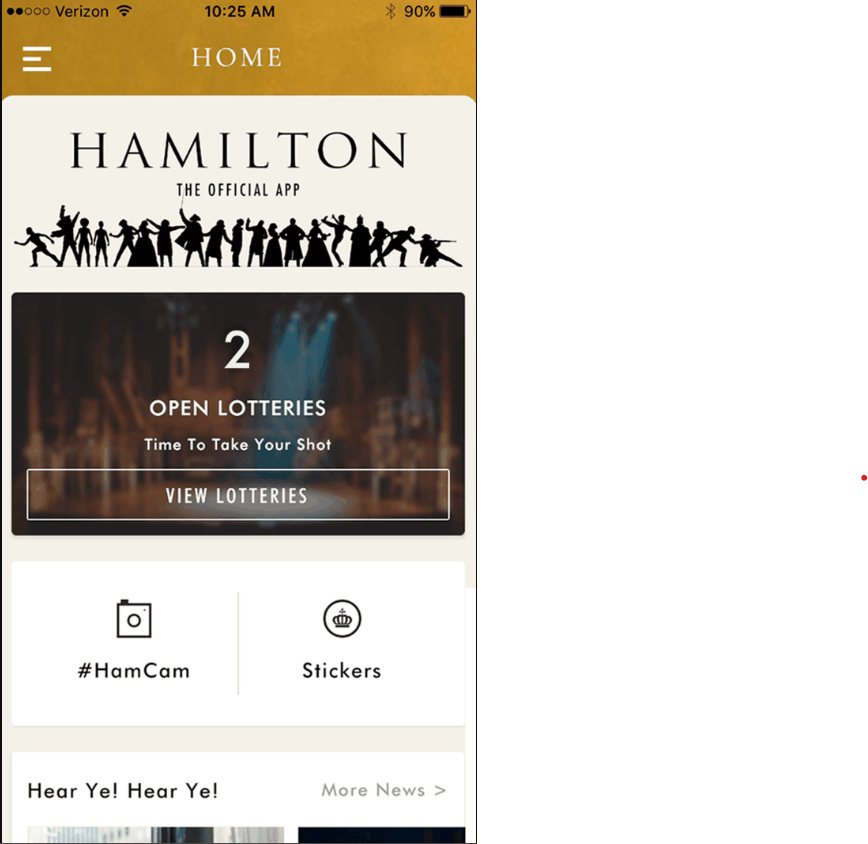 Verizon 10:25 AM 90%
HOME
HAMILTON
THE OFFICIAL APP
2
OPEN LOTTERIES
Time To Take Your Shot
VIEW LOTTERIES
#HamCam Stickers
Hear Ye! Hear Ye! More News >